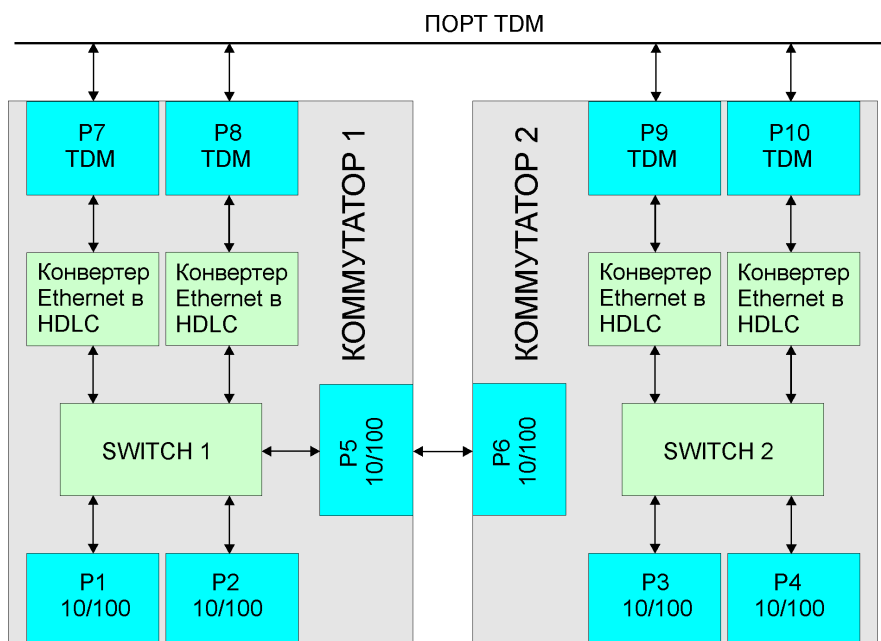 ПОРТ TDM
P7
TDM
P8
TDM
P9
TDM
P10
TDM
КОММУТАТОР 1
КОММУТАТОР 2
Конвертер
Ethernet в
HDLC
Конвертер
Ethernet в
HDLC
Конвертер
Ethernet в
HDLC
Конвертер
Ethernet в
HDLC
SWITCH 1
P5
10/100
P6
10/100
SWITCH 2
P1
10/100
P2
10/100
P3
10/100
P4
10/100